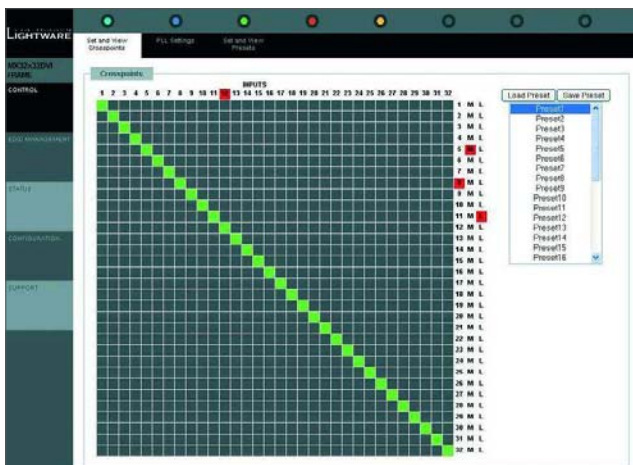 LIGHTWARE
Set and View
Crosspoints
PLL Settings
Set and View
Presets
MX32x32DVI
FRAME
CONTROL
EDID MANAGEMENT
STATUS
CONFIGURATION
SUPPORT
Crosspoints
INPUTS
1 2 3 4 5 6 7 8 9 10 11 12 13 14 15 16 17 18 19 20 21 22 23 24 25 26 27 28 29 30 31 32
1 M L
2 M L
3 M L
4 M L
5 M L
6 M L
7 M L
8 M L
9 M L
10 M L
11 M L
12 M L
13 M L
14 M L
15 M L
16 M L
17 M L
18 M L
19 M L
20 M L
21 M L
22 M L
23 M L
24 M L
25 M L
26 M L
27 M L
28 M L
29 M L
30 M L
31 M L
32 M L
Load Preset Save Preset
Preset1
Preset2
Preset3
Preset4
Preset5
Preset6
Preset7
Preset8
Preset9
Preset10
Preset11
Preset12
Preset13
Preset14
Preset15
Preset16